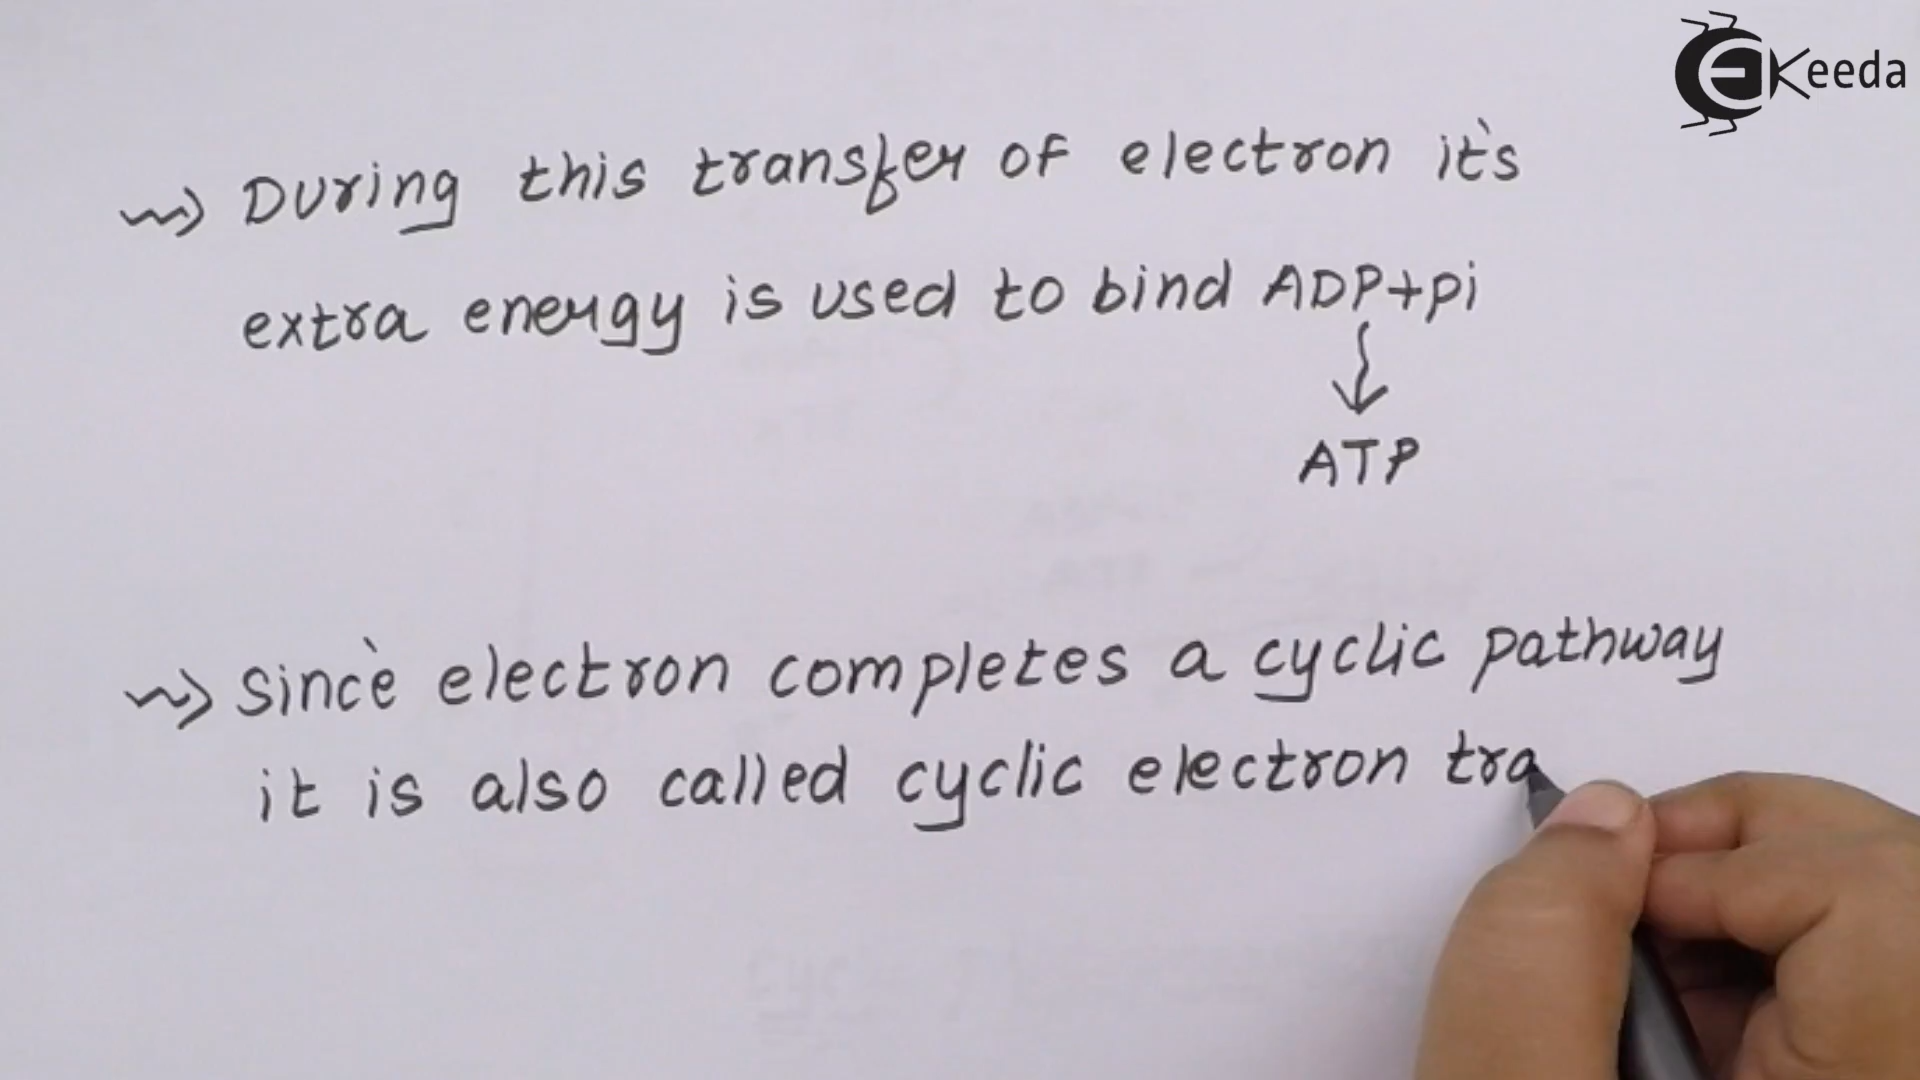 EKeeda
During this transfer of electron it's
extra energy is used to bind ADP+pi
ATP
since electron completes a cyclic pathway
it is also called cyclic electron tra